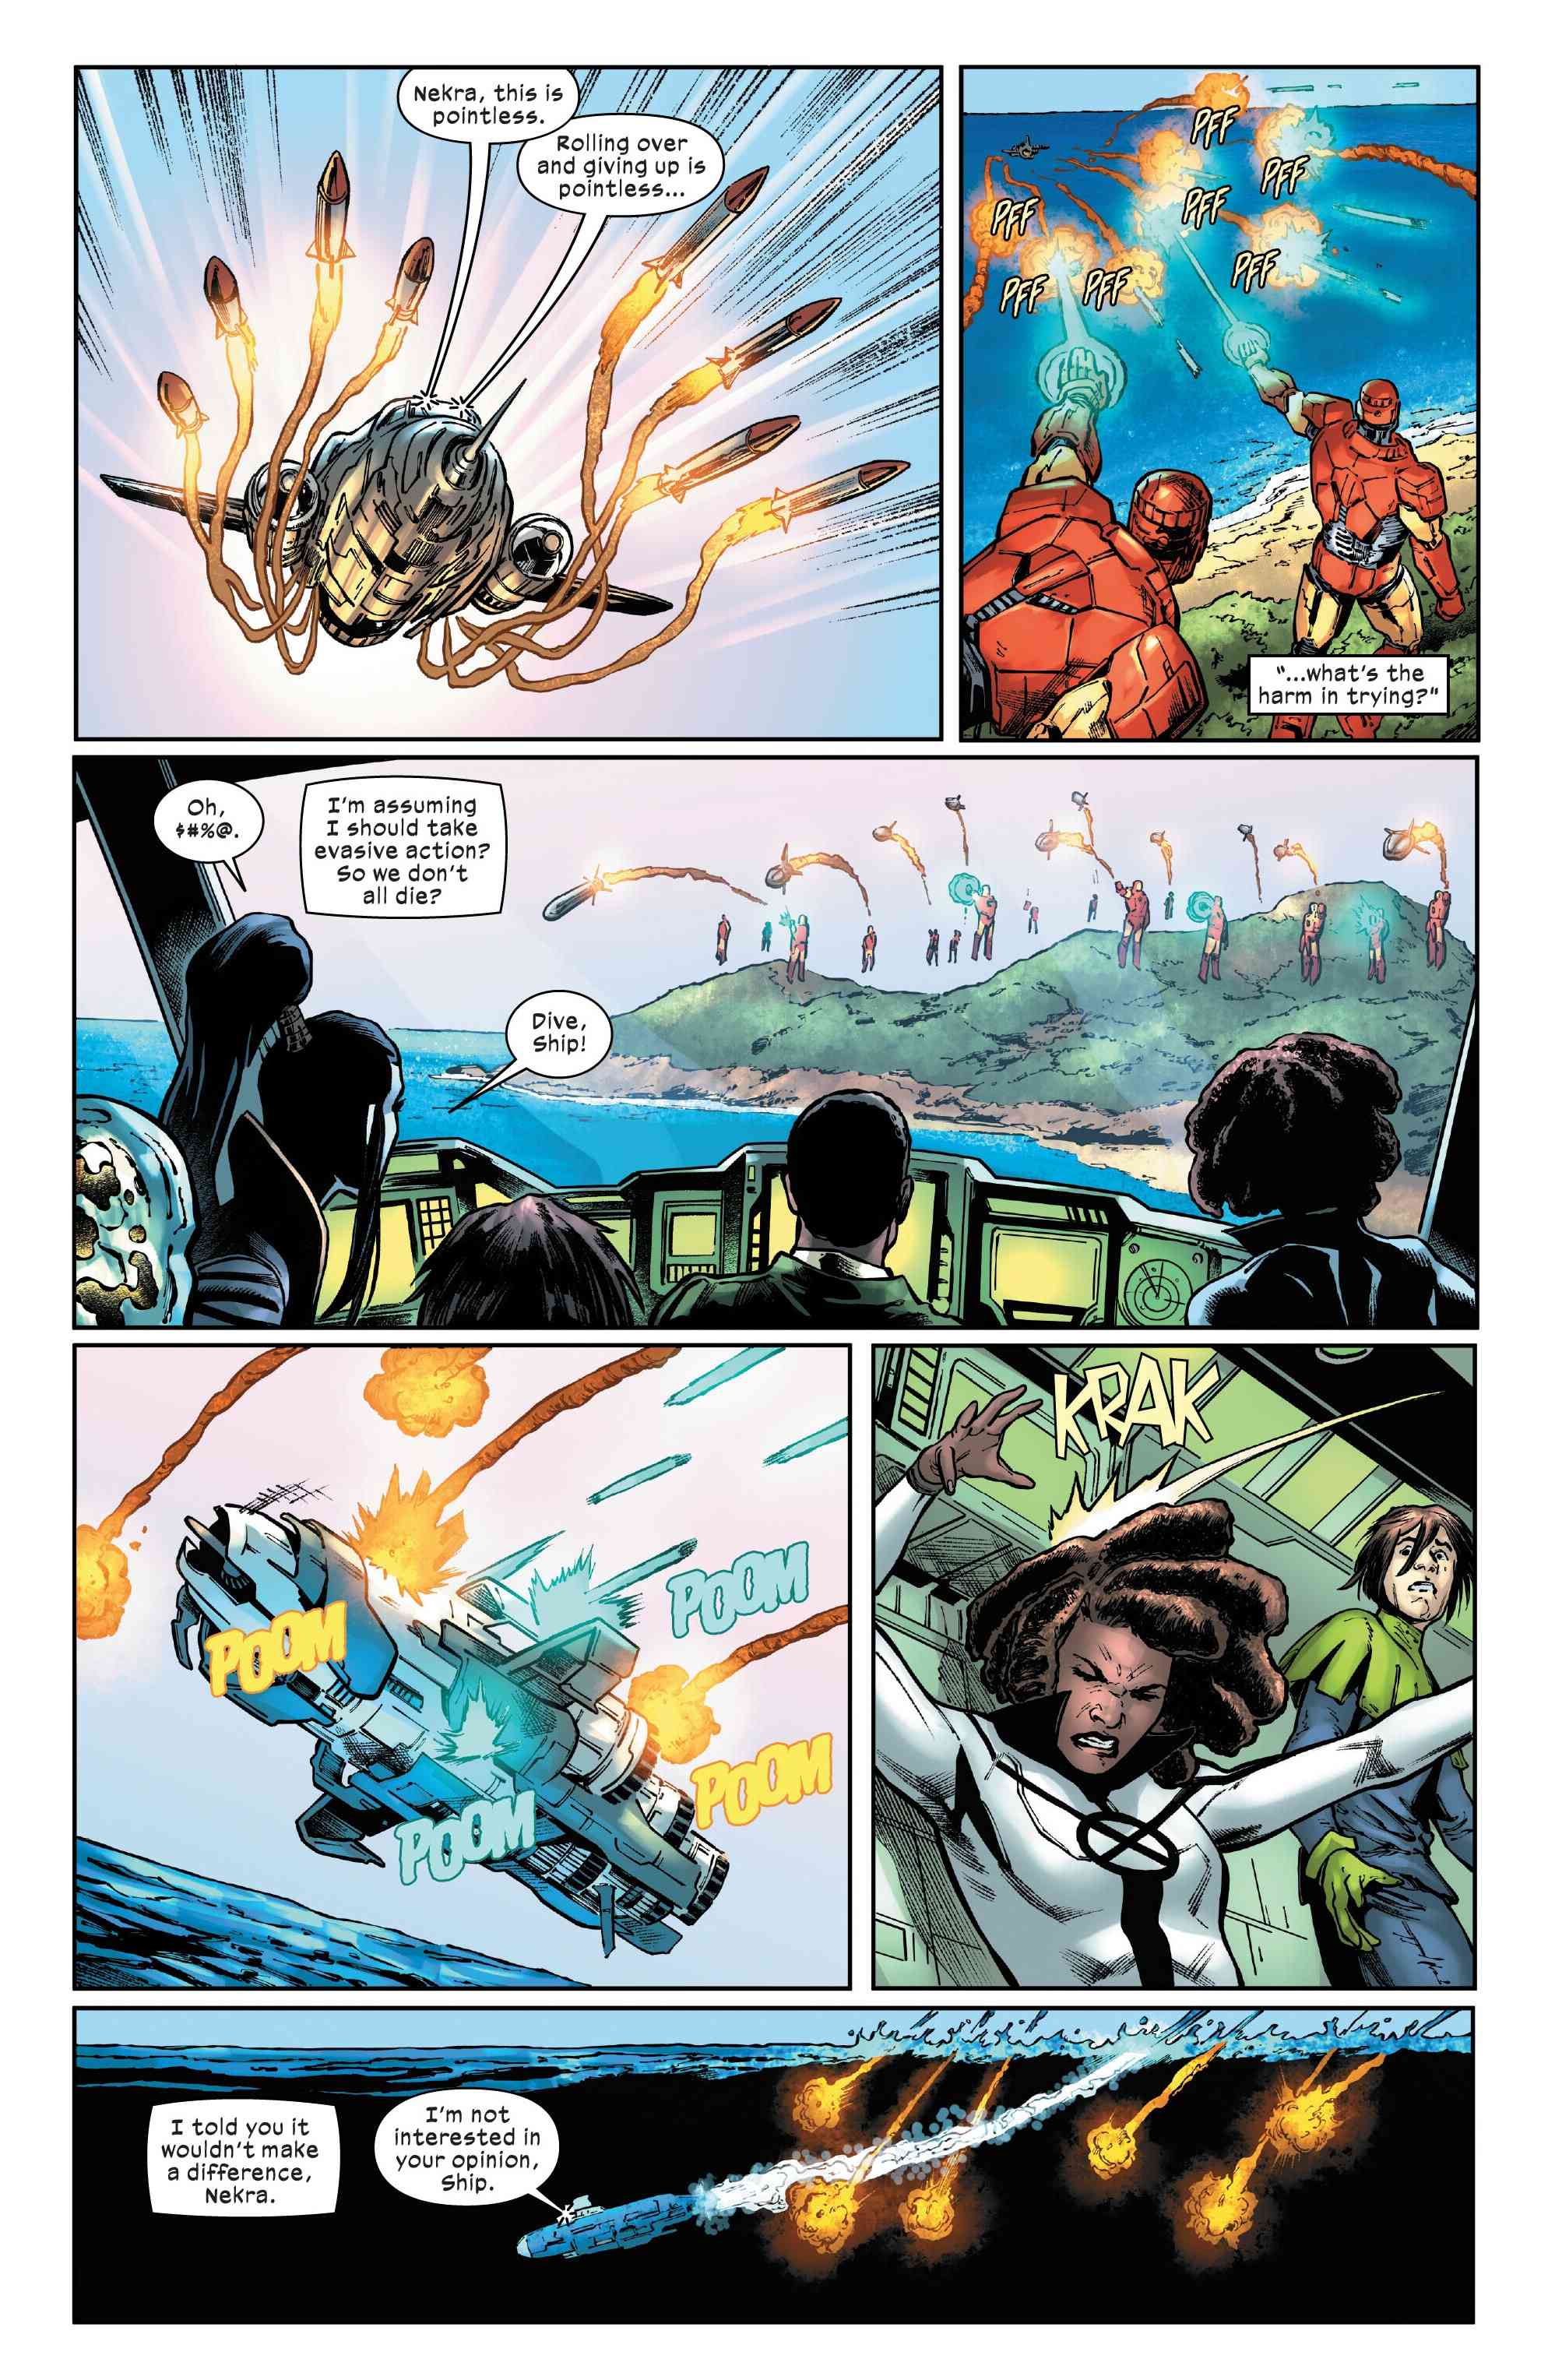 Nekra, this is
pointless.
Rolling over
and giving up is
pointless...
PFF
PFF
PFF
PFF
PFF
PFF
PFF
"...what's the
harm in trying?"
Oh,
$#%@.
I'm assuming
I should take
evasive action?
So we don't
all die?
Dive,
Ship!
POOM
POOM
POOM
POOM
KRAK
I told you it
wouldn't make
a difference,
Nekra.
I'm not
interested in
your opinion,
Ship.